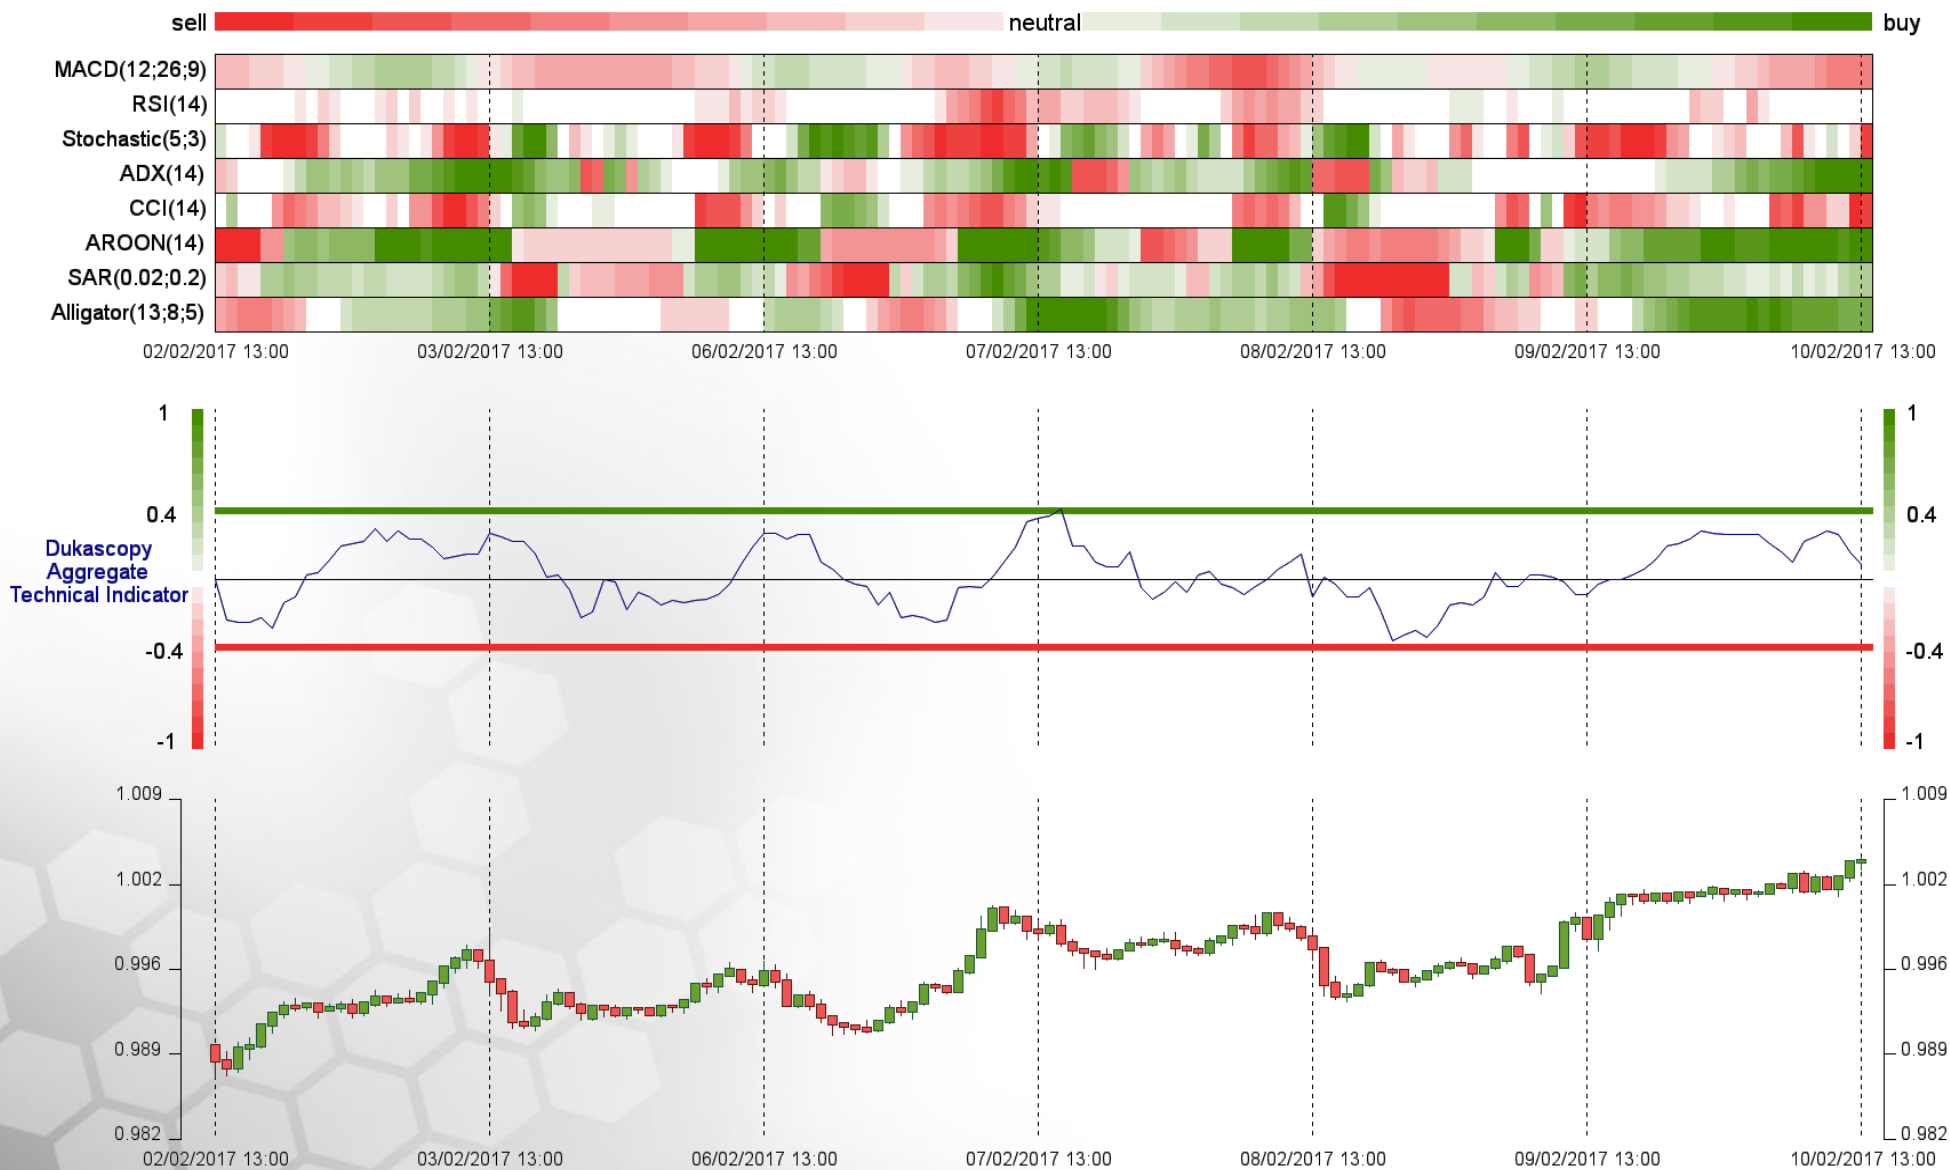 sell neutral buy
MACD(12;26;9)
RSI(14)
Stochastic(5;3)
ADX(14)
CCI(14)
AROON(14)
SAR(0.02;0.2)
Alligator(13;8;5)
02/02/2017 13:00 03/02/2017 13:00 06/02/2017 13:00 07/02/2017 13:00 08/02/2017 13:00 09/02/2017 13:00 10/02/2017 13:00
1 1
0.4 0.4
Dukascopy
Aggregate
Technical Indicator
-0.4 -0.4
-1 -1
1.009 1.009
1.002 1.002
0.996 0.996
0.989 0.989
0.982 0.982
02/02/2017 13:00 03/02/2017 13:00 06/02/2017 13:00 07/02/2017 13:00 08/02/2017 13:00 09/02/2017 13:00 10/02/2017 13:00